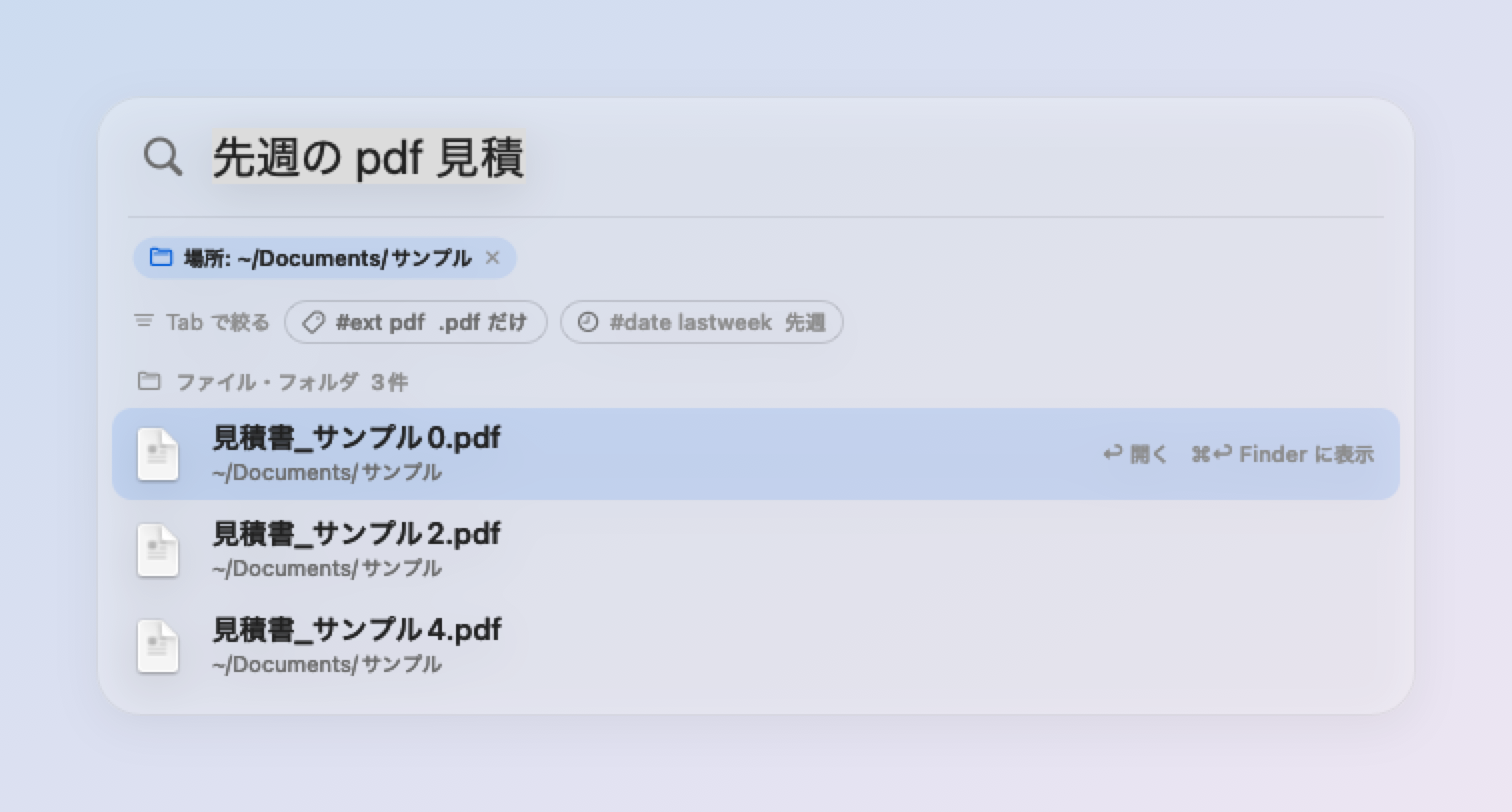 先週の pdf 見積
場所: ~/Documents/サンプル ×
Tab で絞る #ext pdf .pdf だけ #date lastweek 先週
ファイル・フォルダ 3件
見積書_サンプル0.pdf
~/Documents/サンプル
↩ 開く ⌘↩ Finder に表示
見積書_サンプル2.pdf
~/Documents/サンプル
見積書_サンプル4.pdf
~/Documents/サンプル